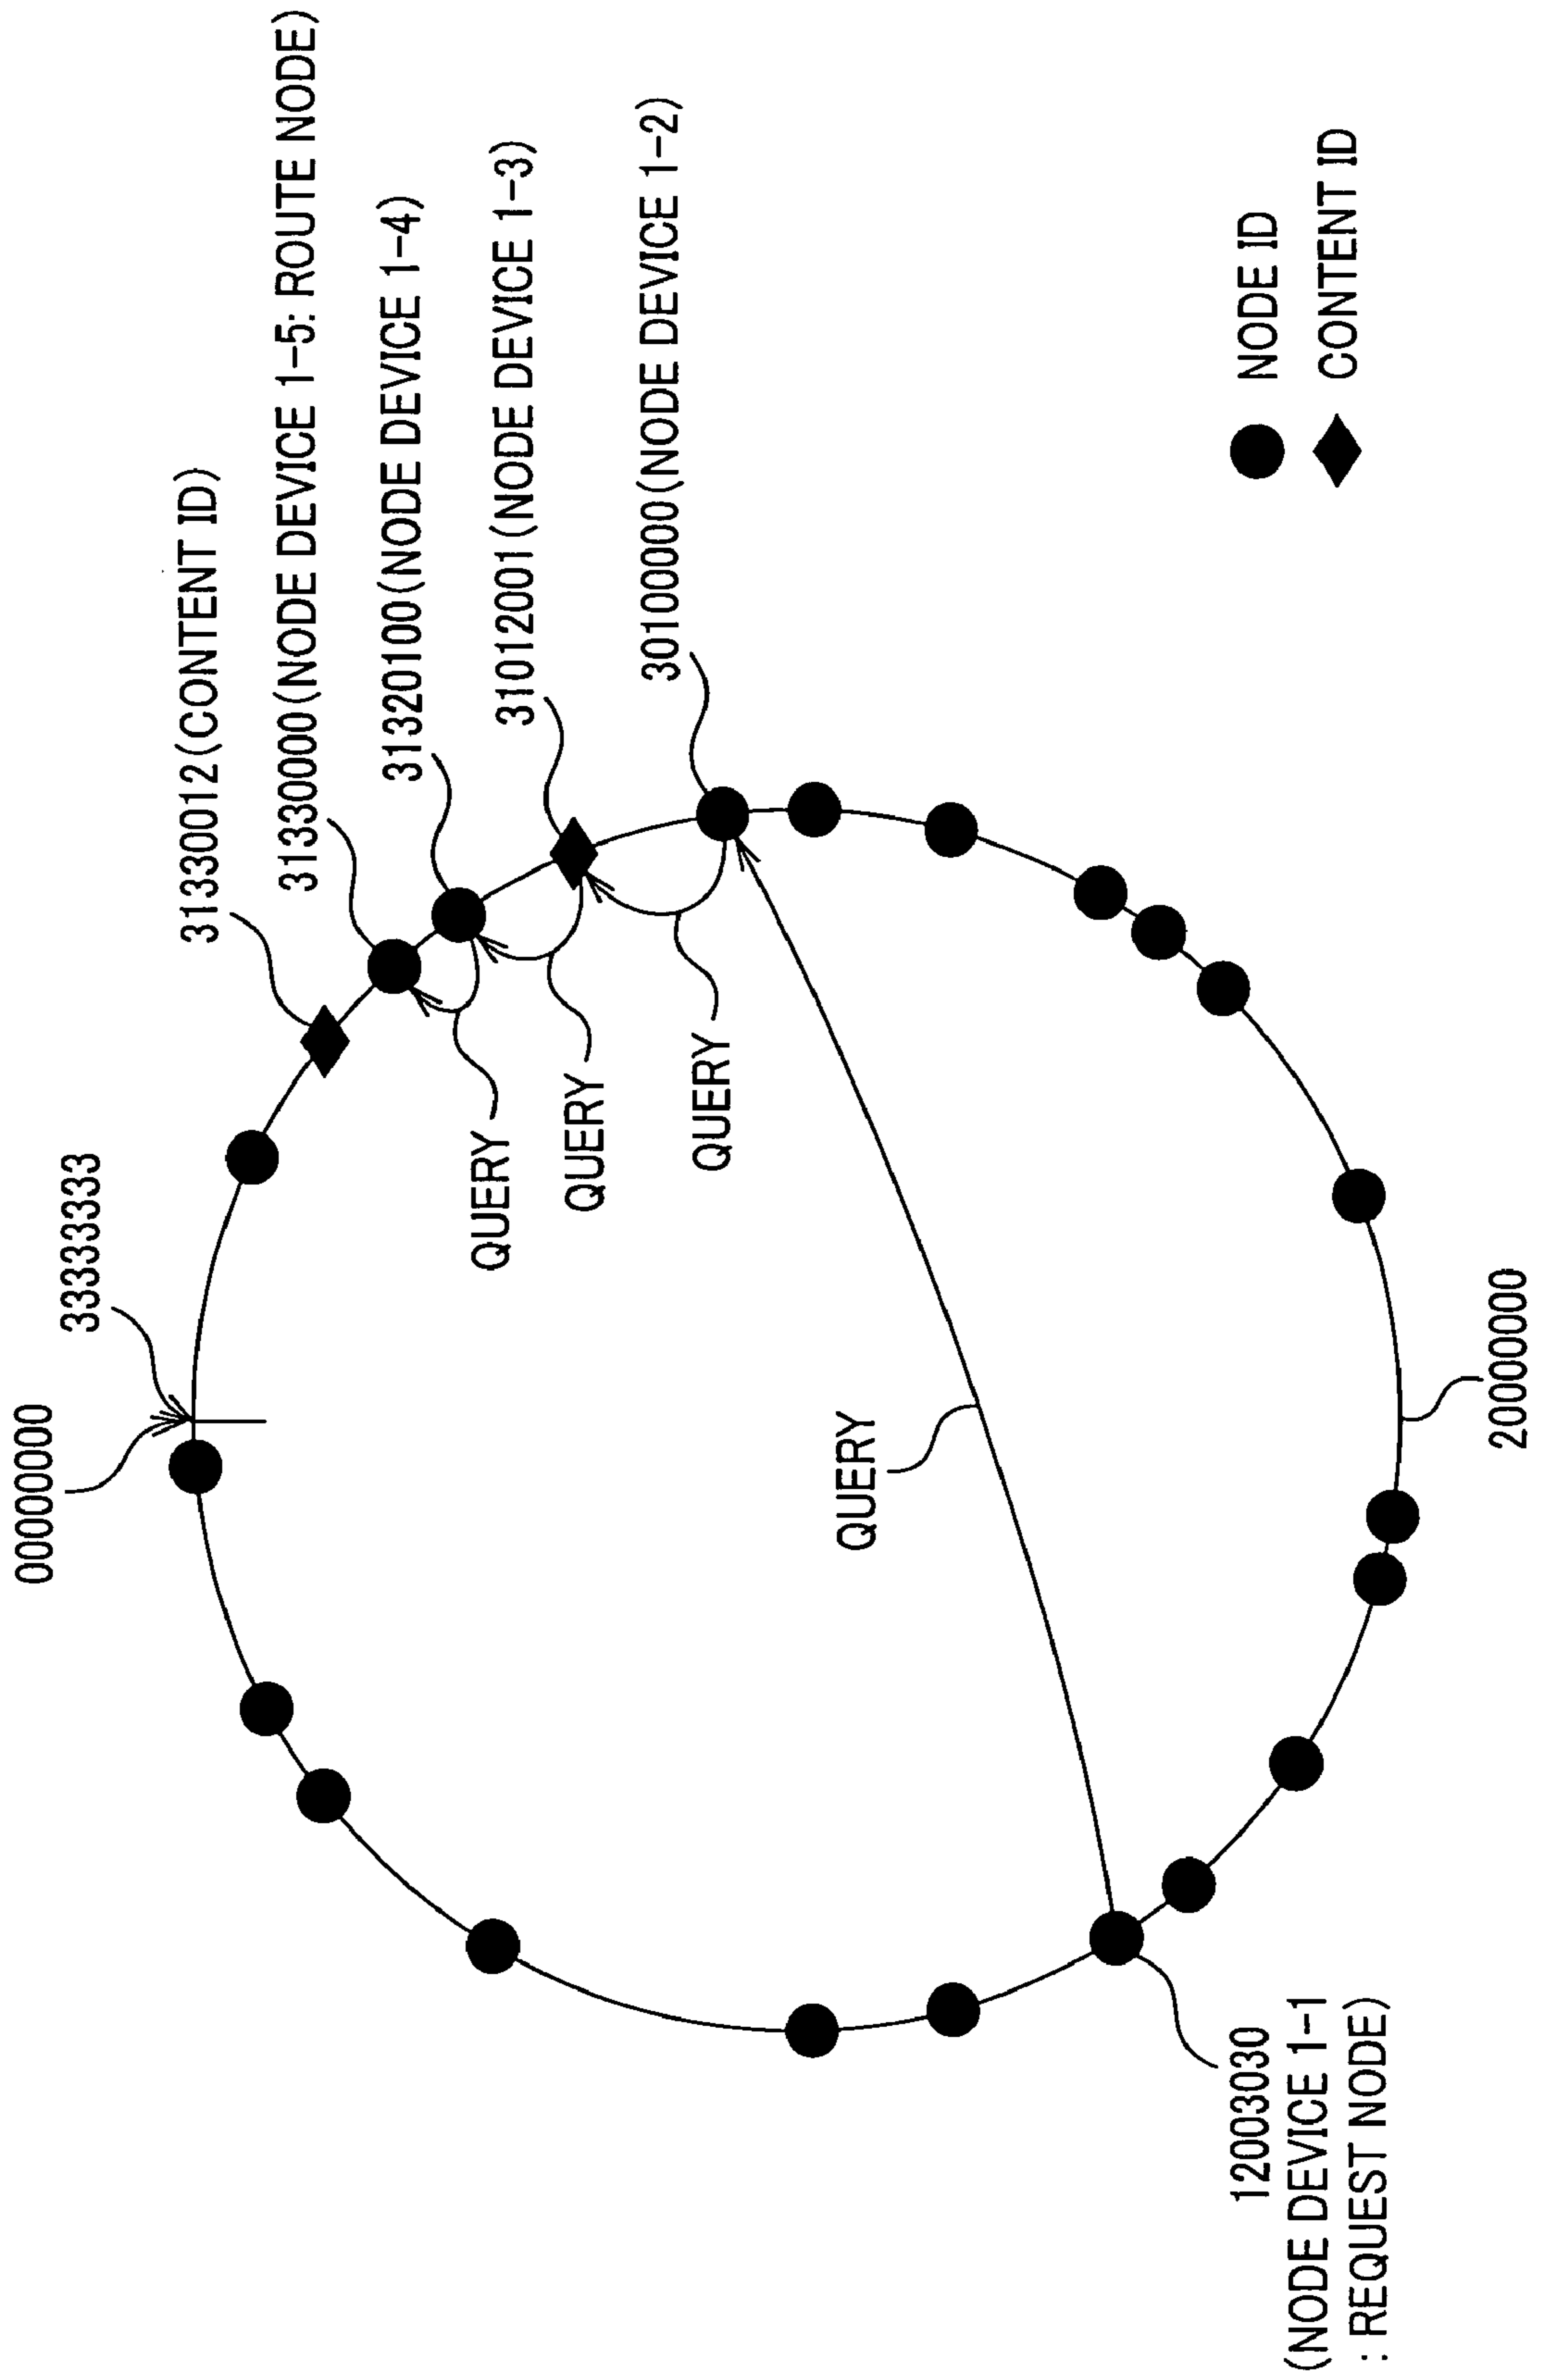 00000000
33333333
31330012(CONTENT ID)
31330000(NODE DEVICE 1-5: ROUTE NODE)
31320100(NODE DEVICE 1-4)
31012001(NODE DEVICE 1-3)
30100000(NODE DEVICE 1-2)
QUERY
QUERY
QUERY
QUERY
12003030
(NODE DEVICE 1-1
: REQUEST NODE)
20000000
NODE ID
CONTENT ID